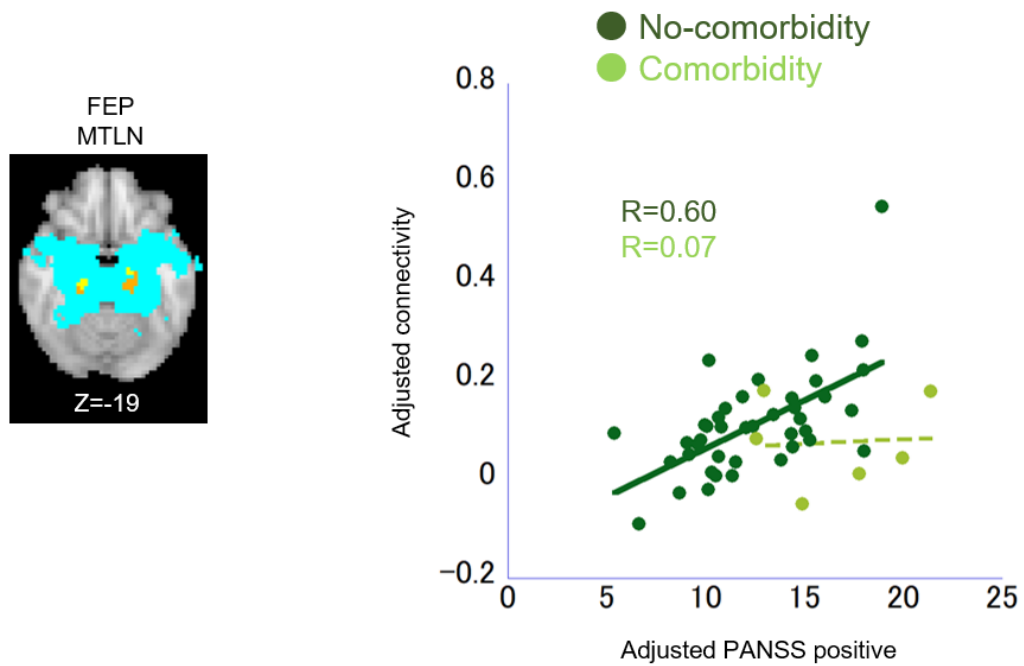 No-comorbidity
Comorbidity
FEP
MTLN
Z=-19
Adjusted connectivity
0.8
0.6
0.4
0.2
0
−0.2
R=0.60
R=0.07
0 5 10 15 20 25
Adjusted PANSS positive